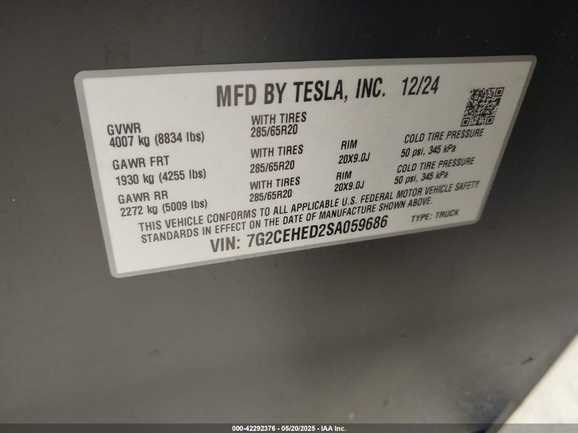 MFD BY TESLA, INC. 12/24
GVWR
4007 kg (8834 lbs)
WITH TIRES
285/65R20
GAWR FRT
1930 kg (4255 lbs)
WITH TIRES
285/65R20
RIM
20X9.0J
COLD TIRE PRESSURE
50 psi, 345 kPa
GAWR RR
2272 kg (5009 lbs)
WITH TIRES
285/65R20
RIM
20X9.0J
COLD TIRE PRESSURE
50 psi, 345 kPa
THIS VEHICLE CONFORMS TO ALL APPLICABLE U.S. FEDERAL MOTOR VEHICLE SAFETY
STANDARDS IN EFFECT ON THE DATE OF MANUFACTURE SHOWN ABOVE.
VIN: 7G2CEHED2SA059686
TYPE: TRUCK
000-42292376 - 05/20/2025 - IAA Inc.